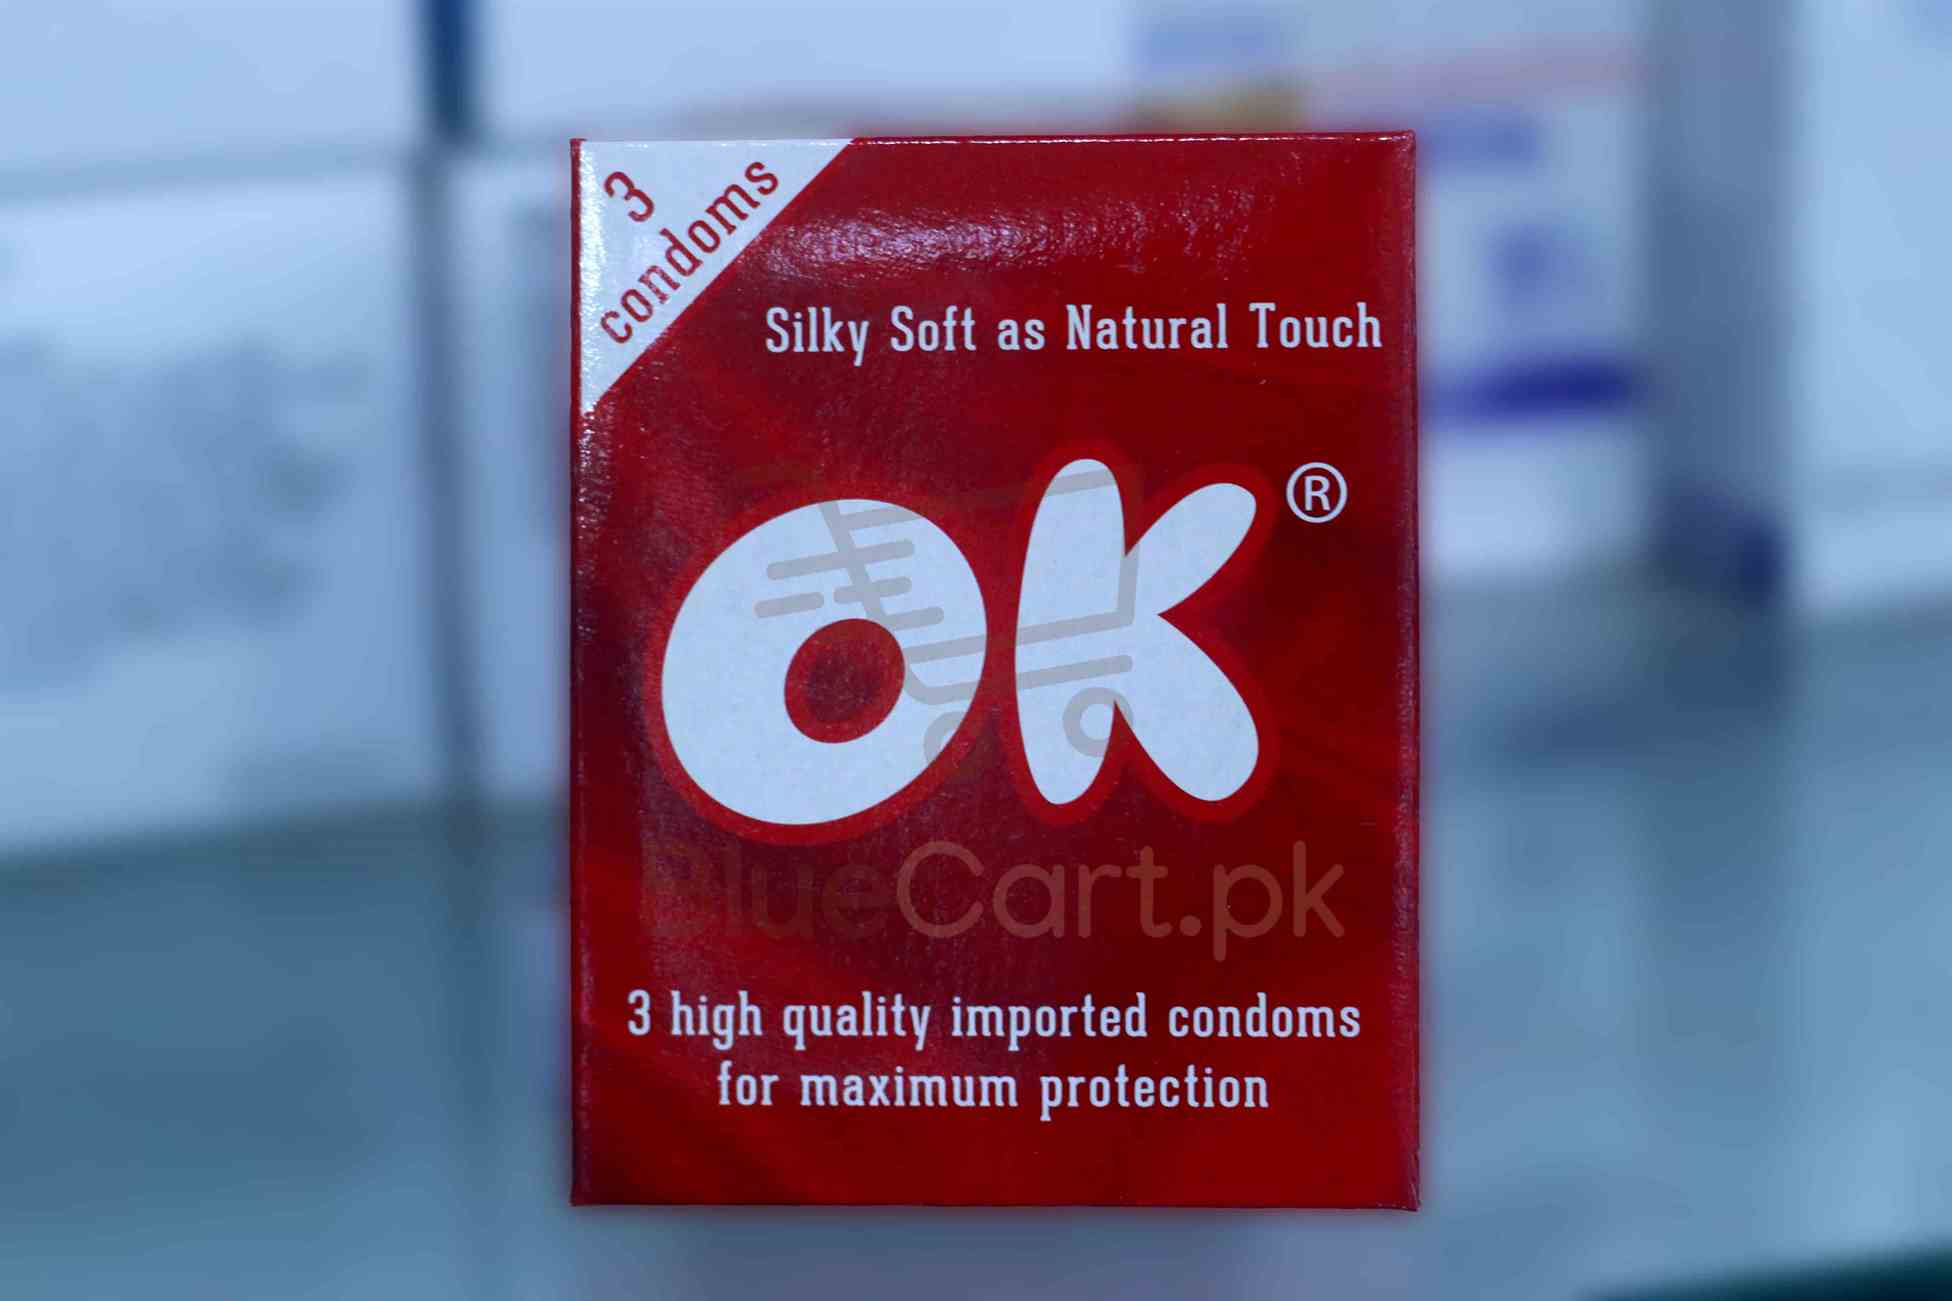 3
condoms
Silky Soft as Natural Touch
OK®
BlueCart.pk
3 high quality imported condoms
for maximum protection